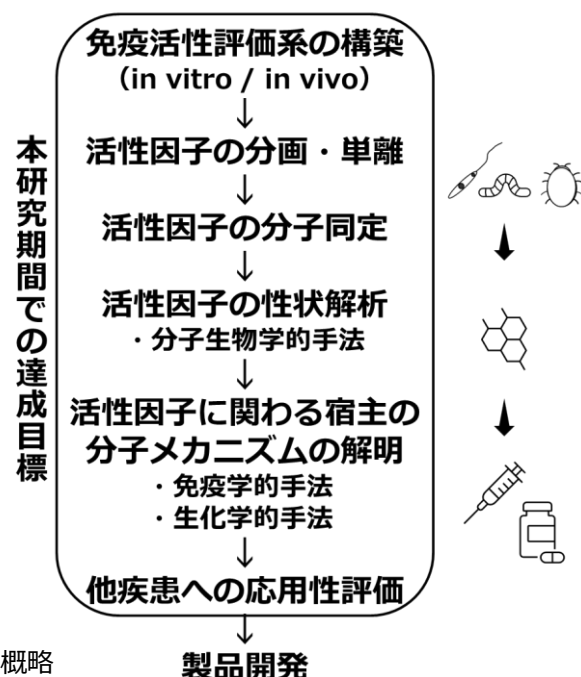 免疫活性評価系の構築
（in vitro / in vivo）
↓
活性因子の分画・単離
↓
活性因子の分子同定
↓
活性因子の性状解析
・分子生物学的手法
↓
活性因子に関わる宿主の
分子メカニズムの解明
・免疫学的手法
・生化学的手法
↓
他疾患への応用性評価
↓
製品開発
本研究期間での達成目標
概略